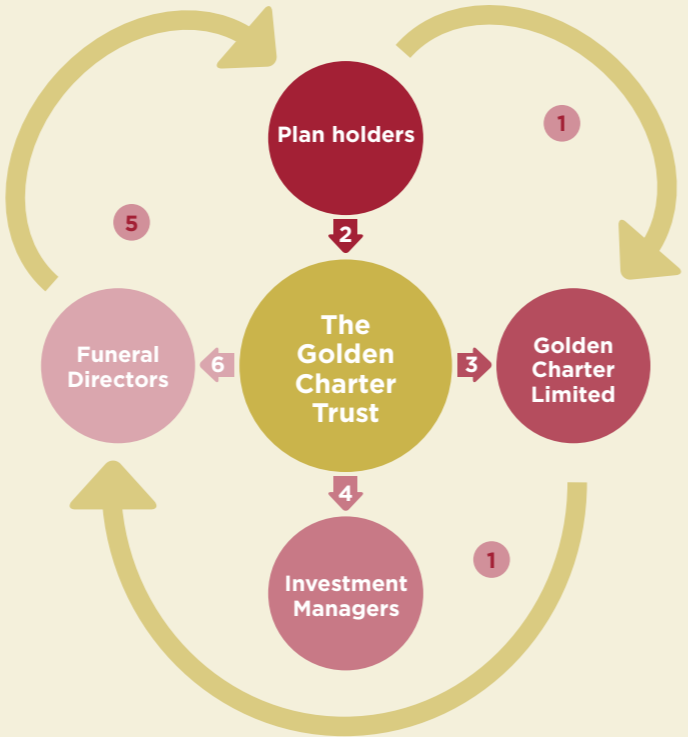 Plan holders
1
2
5
The
Golden
Charter
Trust
Funeral
Directors
6
3
Golden
Charter
Limited
4
1
Investment
Managers